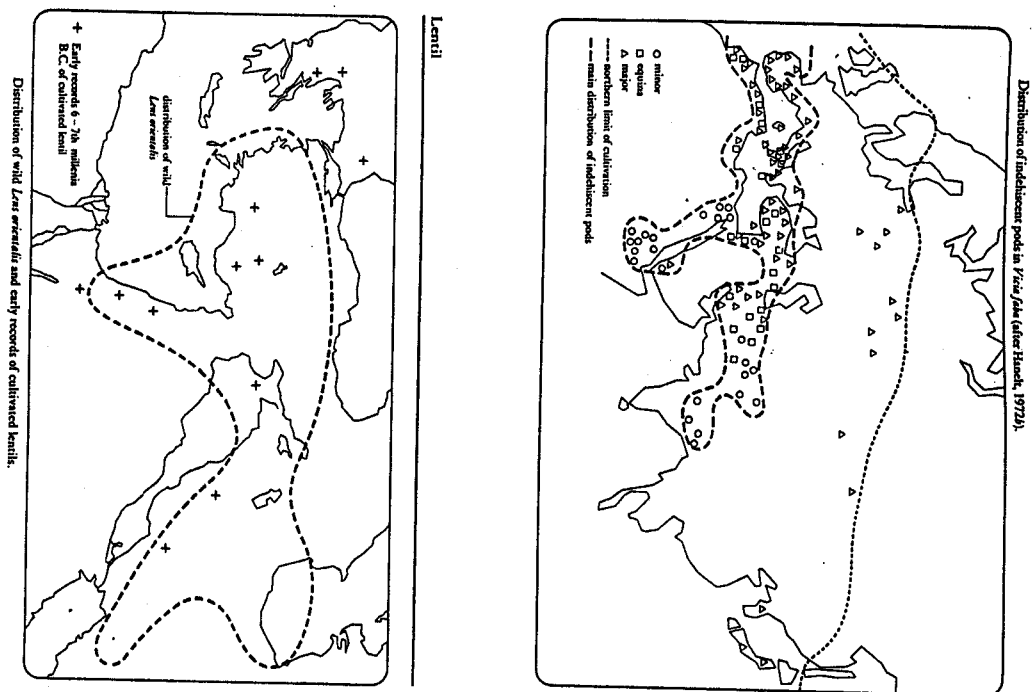 Distribution of indehiscent pods in Vicia faba (after Hanelt, 1972b).
minor
equina
major
northern limit of cultivation
main distribution of indehiscent pods
Lentil
distribution of wild
Lens orientalis
Early records 6 – 7th millenia
B.C. of cultivated lentil
Distribution of wild Lens orientalis and early records of cultivated lentils.